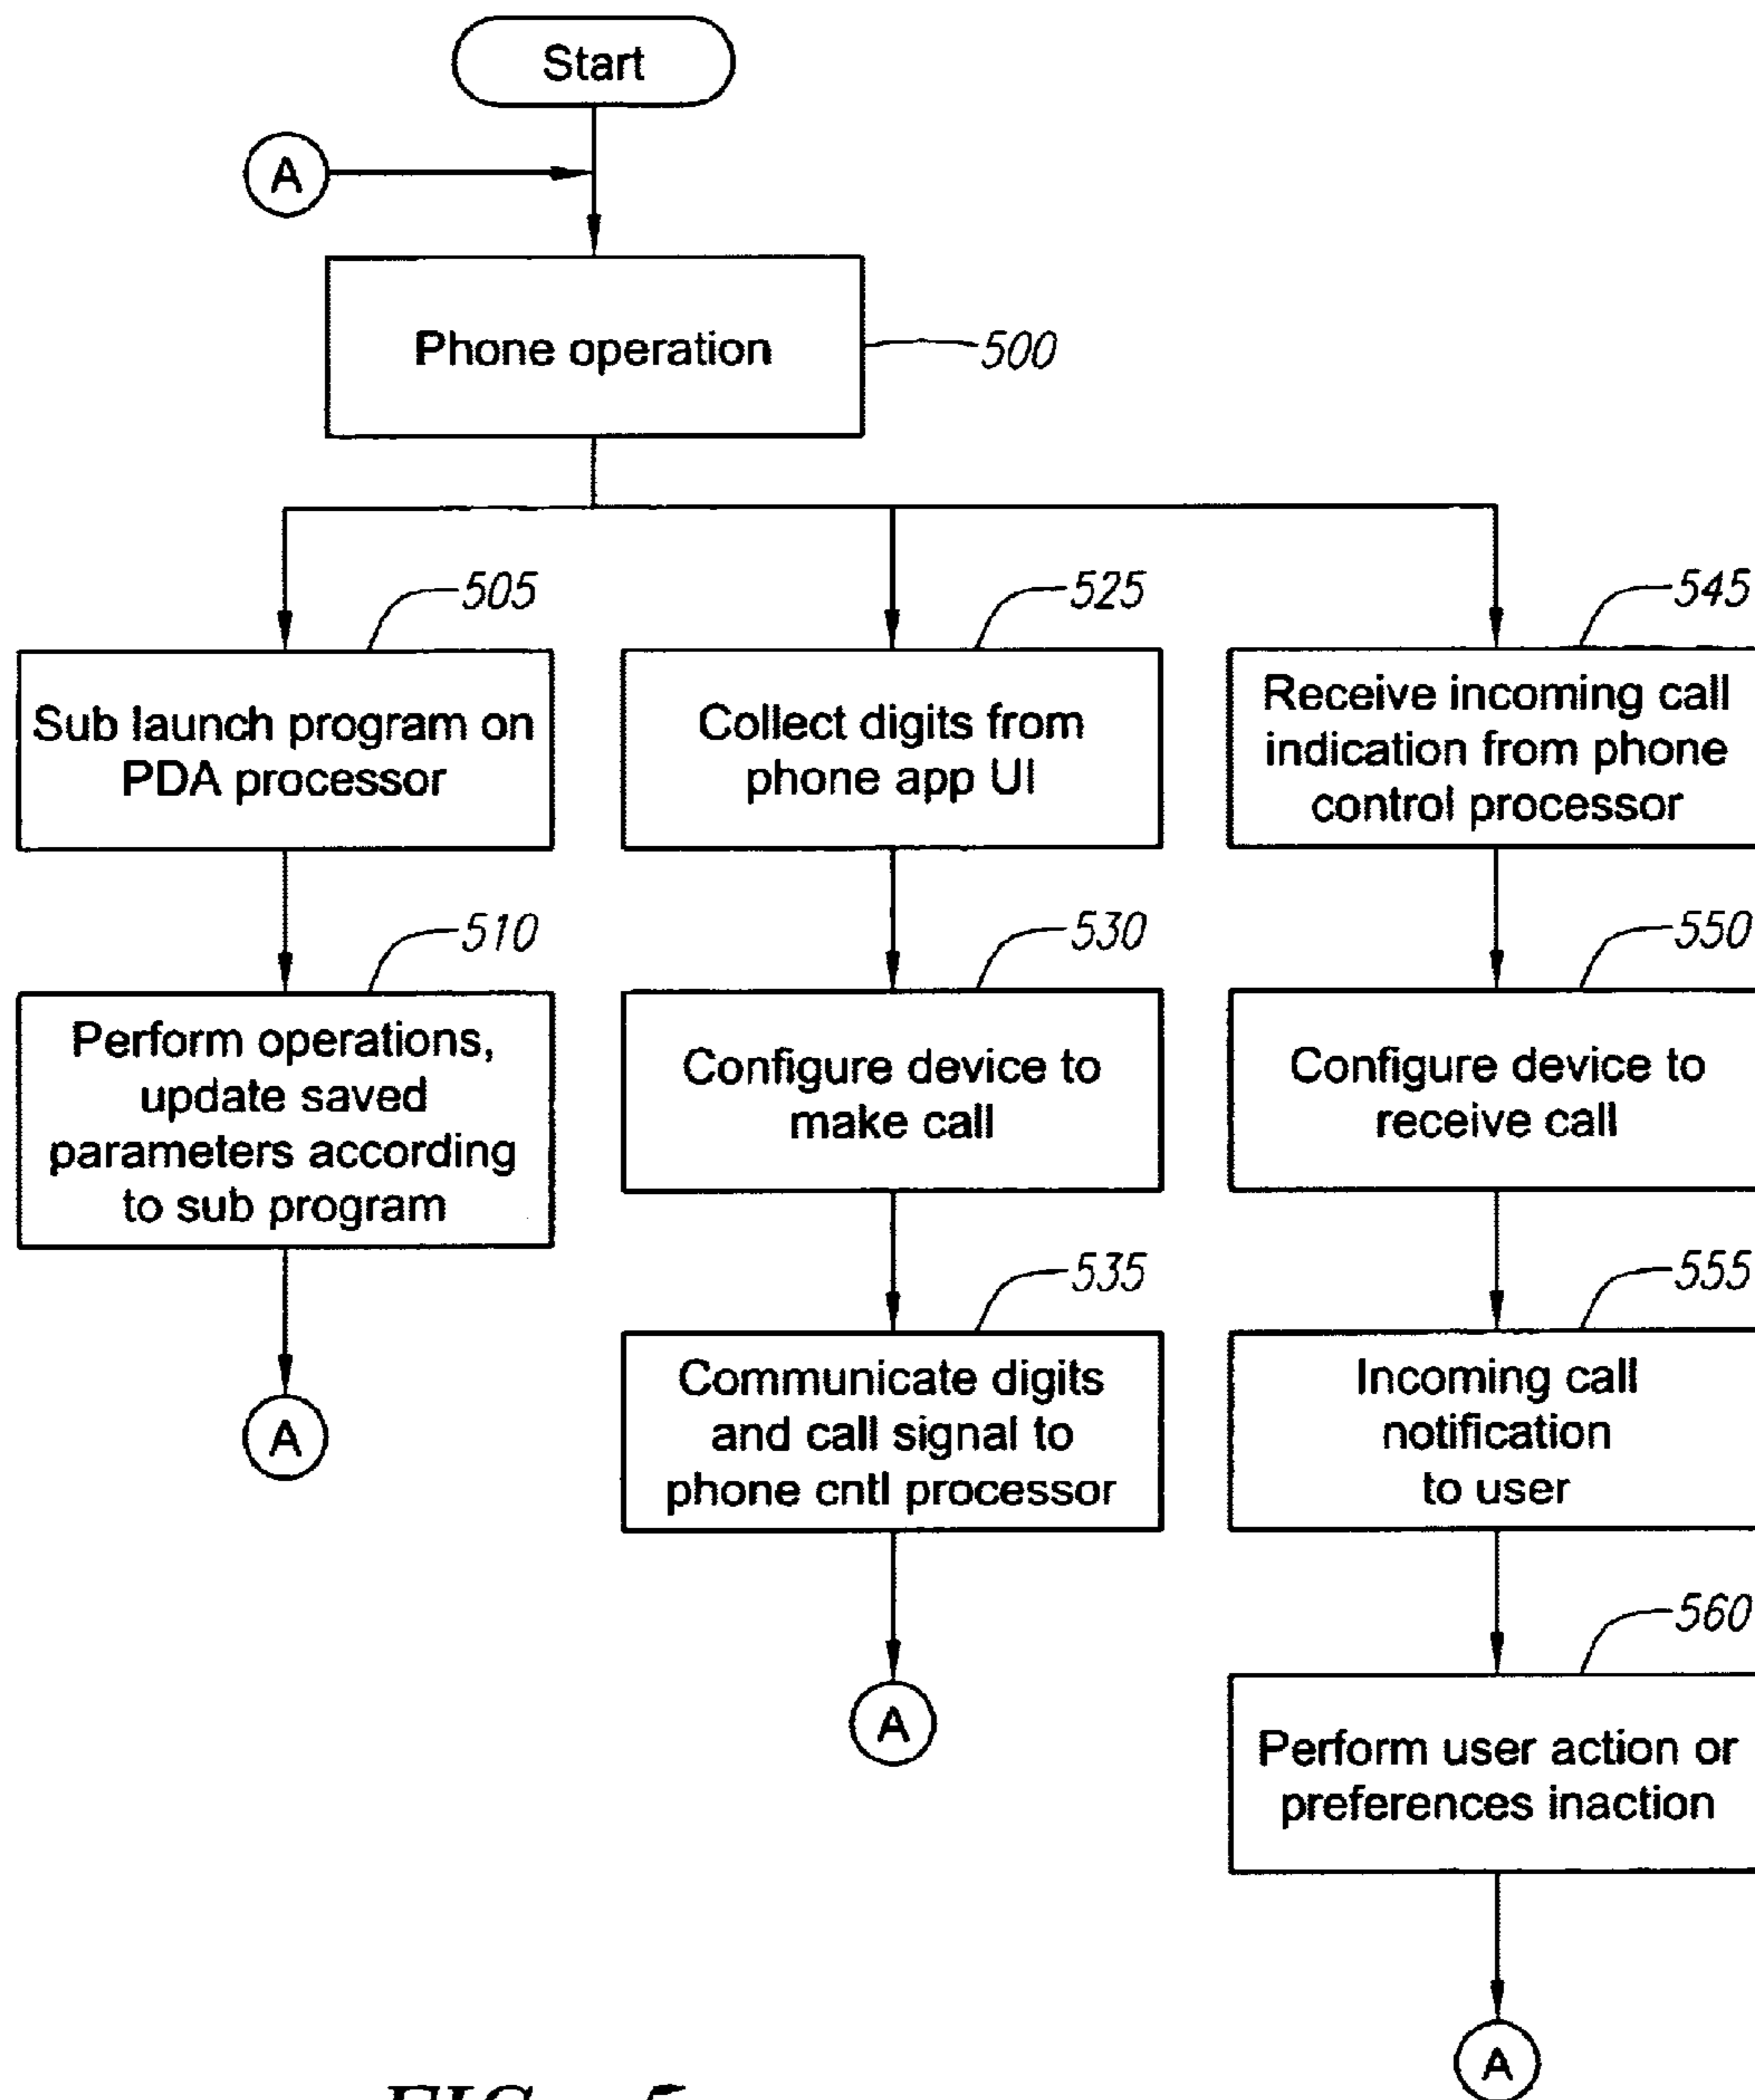 Start
A
Phone operation
500
505
Sub launch program on
PDA processor
510
Perform operations,
update saved
parameters according
to sub program
A
525
Collect digits from
phone app UI
530
Configure device to
make call
535
Communicate digits
and call signal to
phone cntl processor
A
545
Receive incoming call
indication from phone
control processor
550
Configure device to
receive call
555
Incoming call
notification
to user
560
Perform user action or
preferences inaction
A
FIG. 5